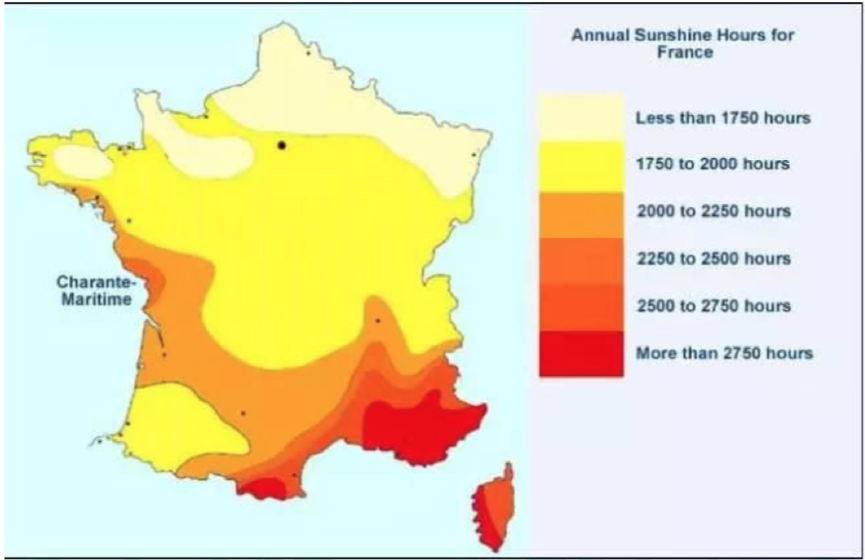 Annual Sunshine Hours for
France
Less than 1750 hours
1750 to 2000 hours
2000 to 2250 hours
2250 to 2500 hours
2500 to 2750 hours
More than 2750 hours
Charante-
Maritime